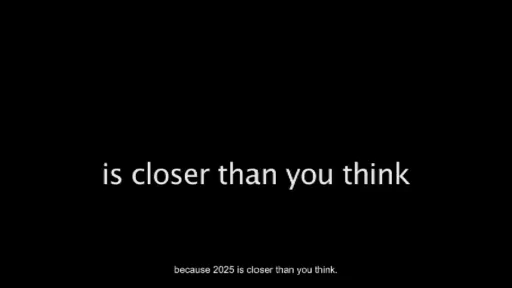 is closer than you think
because 2025 is closer than you think.